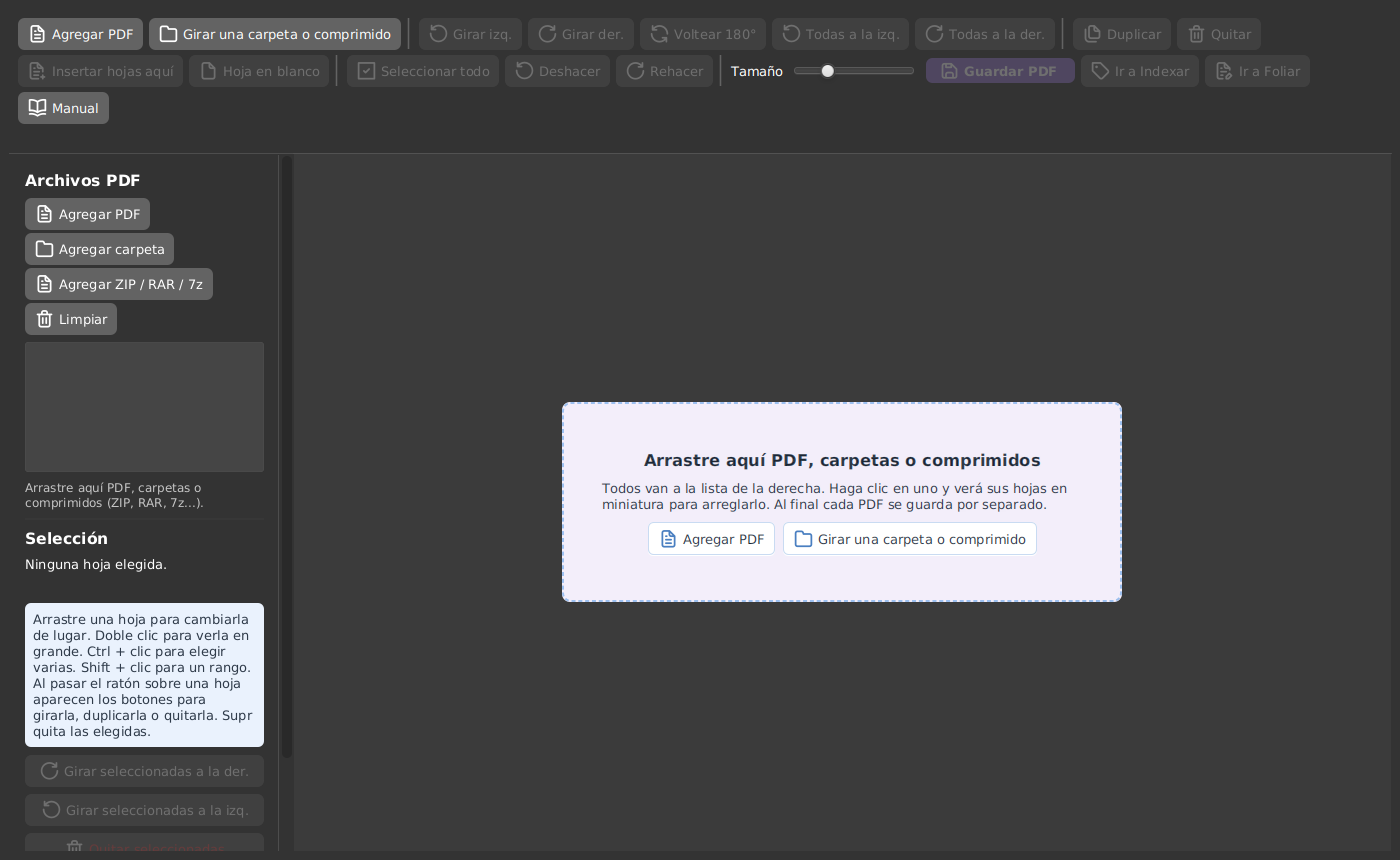 Agregar PDF
Girar una carpeta o comprimido
Girar izq.
Girar der.
Voltear 180°
Todas a la izq.
Todas a la der.
Duplicar
Quitar
Insertar hojas aquí
Hoja en blanco
Seleccionar todo
Deshacer
Rehacer
Tamaño
Guardar PDF
Ir a Indexar
Ir a Foliar
Manual
Archivos PDF
Agregar PDF
Agregar carpeta
Agregar ZIP / RAR / 7z
Limpiar
Arrastre aquí PDF, carpetas o
comprimidos (ZIP, RAR, 7z...).
Selección
Ninguna hoja elegida.
Arrastre una hoja para cambiarla
de lugar. Doble clic para verla en
grande. Ctrl + clic para elegir
varias. Shift + clic para un rango.
Al pasar el ratón sobre una hoja
aparecen los botones para
girarla, duplicarla o quitarla. Supr
quita las elegidas.
Girar seleccionadas a la der.
Girar seleccionadas a la izq.
Quitar seleccionadas
Arrastre aquí PDF, carpetas o comprimidos
Todos van a la lista de la derecha. Haga clic en uno y verá sus hojas en
miniatura para arreglarlo. Al final cada PDF se guarda por separado.
Agregar PDF
Girar una carpeta o comprimido